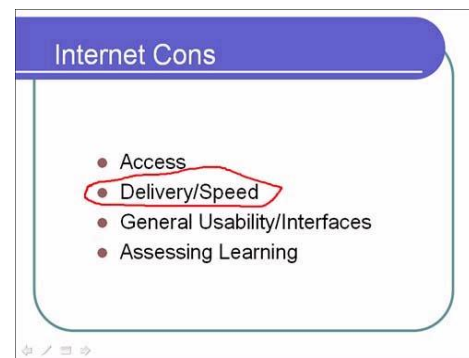 Internet Cons
Access
Delivery/Speed
General Usability/Interfaces
Assessing Learning